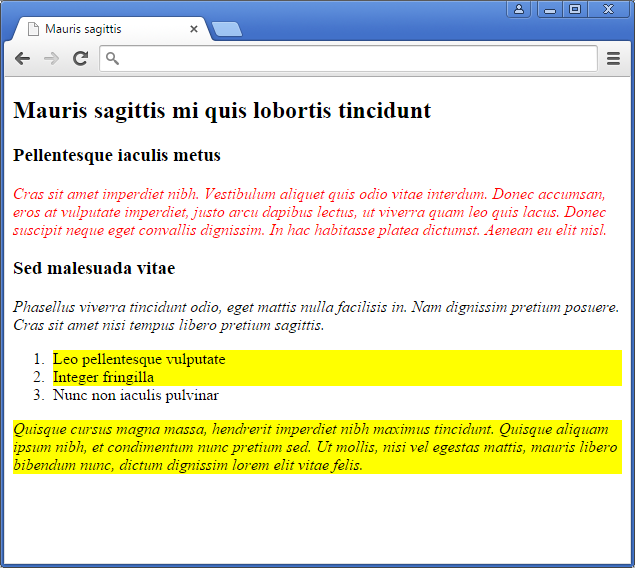 Mauris sagittis
Mauris sagittis mi quis lobortis tincidunt
Pellentesque iaculis metus
Cras sit amet imperdiet nibh. Vestibulum aliquet quis odio vitae interdum. Donec accumsan,
eros at vulputate imperdiet, justo arcu dapibus lectus, ut viverra quam leo quis lacus. Donec
suscipit neque eget convallis dignissim. In hac habitasse platea dictumst. Aenean eu elit nisl.
Sed malesuada vitae
Phasellus viverra tincidunt odio, eget mattis nulla facilisis in. Nam dignissim pretium posuere.
Cras sit amet nisi tempus libero pretium sagittis.
1. Leo pellentesque vulputate
2. Integer fringilla
3. Nunc non iaculis pulvinar
Quisque cursus magna massa, hendrerit imperdiet nibh maximus tincidunt. Quisque aliquam
ipsum nibh, et condimentum nunc pretium sed. Ut mollis, nisi vel egestas mattis, mauris libero
bibendum nunc, dictum dignissim lorem elit vitae felis.